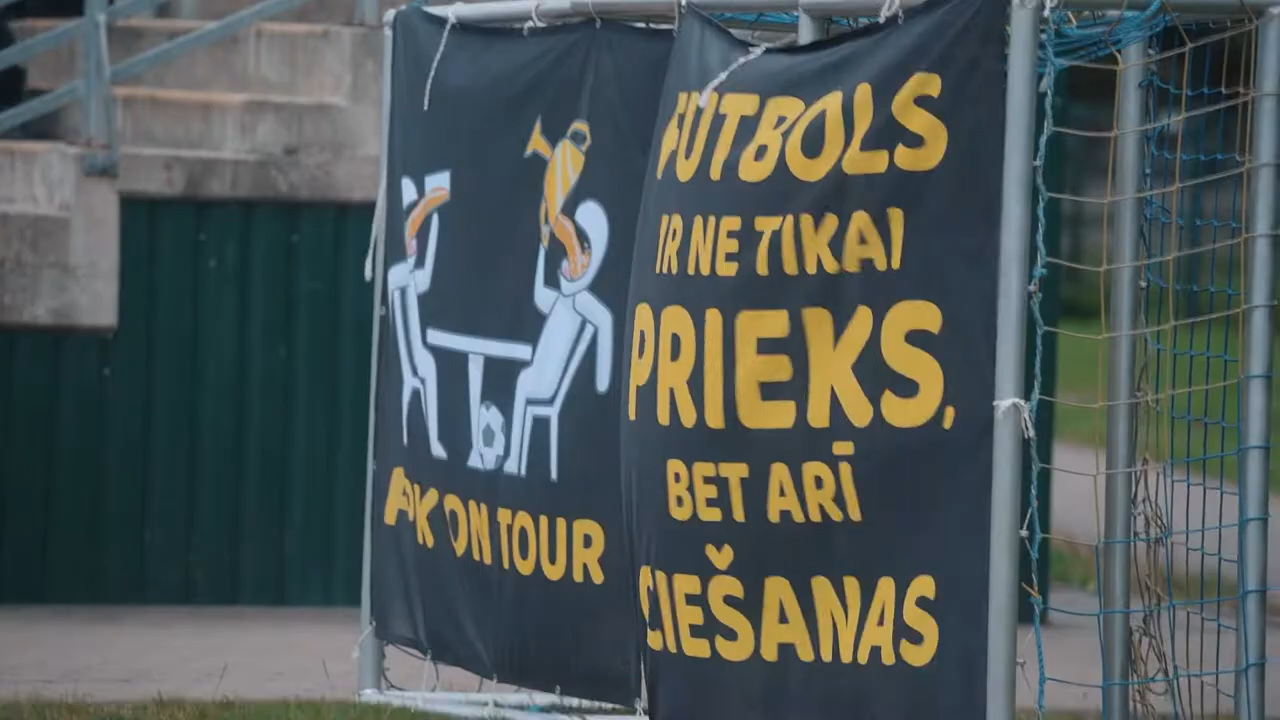 ON TOUR
FUTBOLS
IR NE TIKAI
PRIEKS,
BET ARĪ
CIEŠANAS